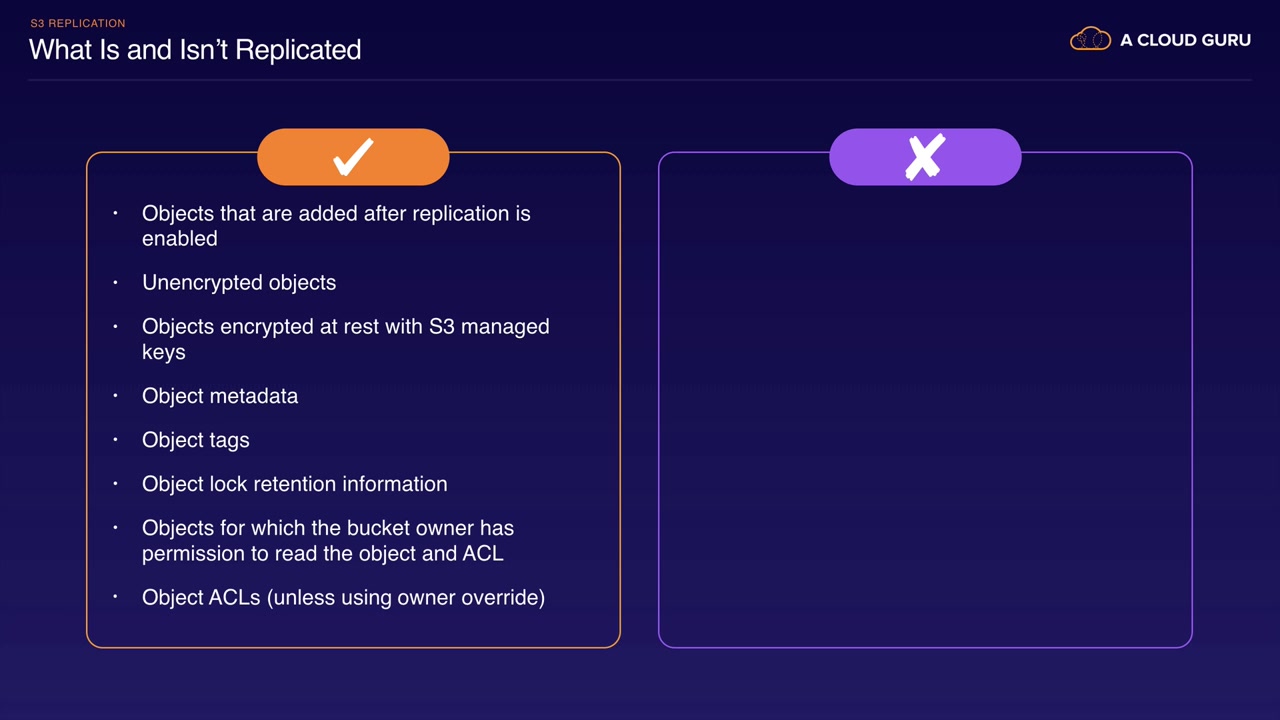 S3 REPLICATION
What Is and Isn’t Replicated
A CLOUD GURU
• Objects that are added after replication is
enabled
• Unencrypted objects
• Objects encrypted at rest with S3 managed
keys
• Object metadata
• Object tags
• Object lock retention information
• Objects for which the bucket owner has
permission to read the object and ACL
• Object ACLs (unless using owner override)